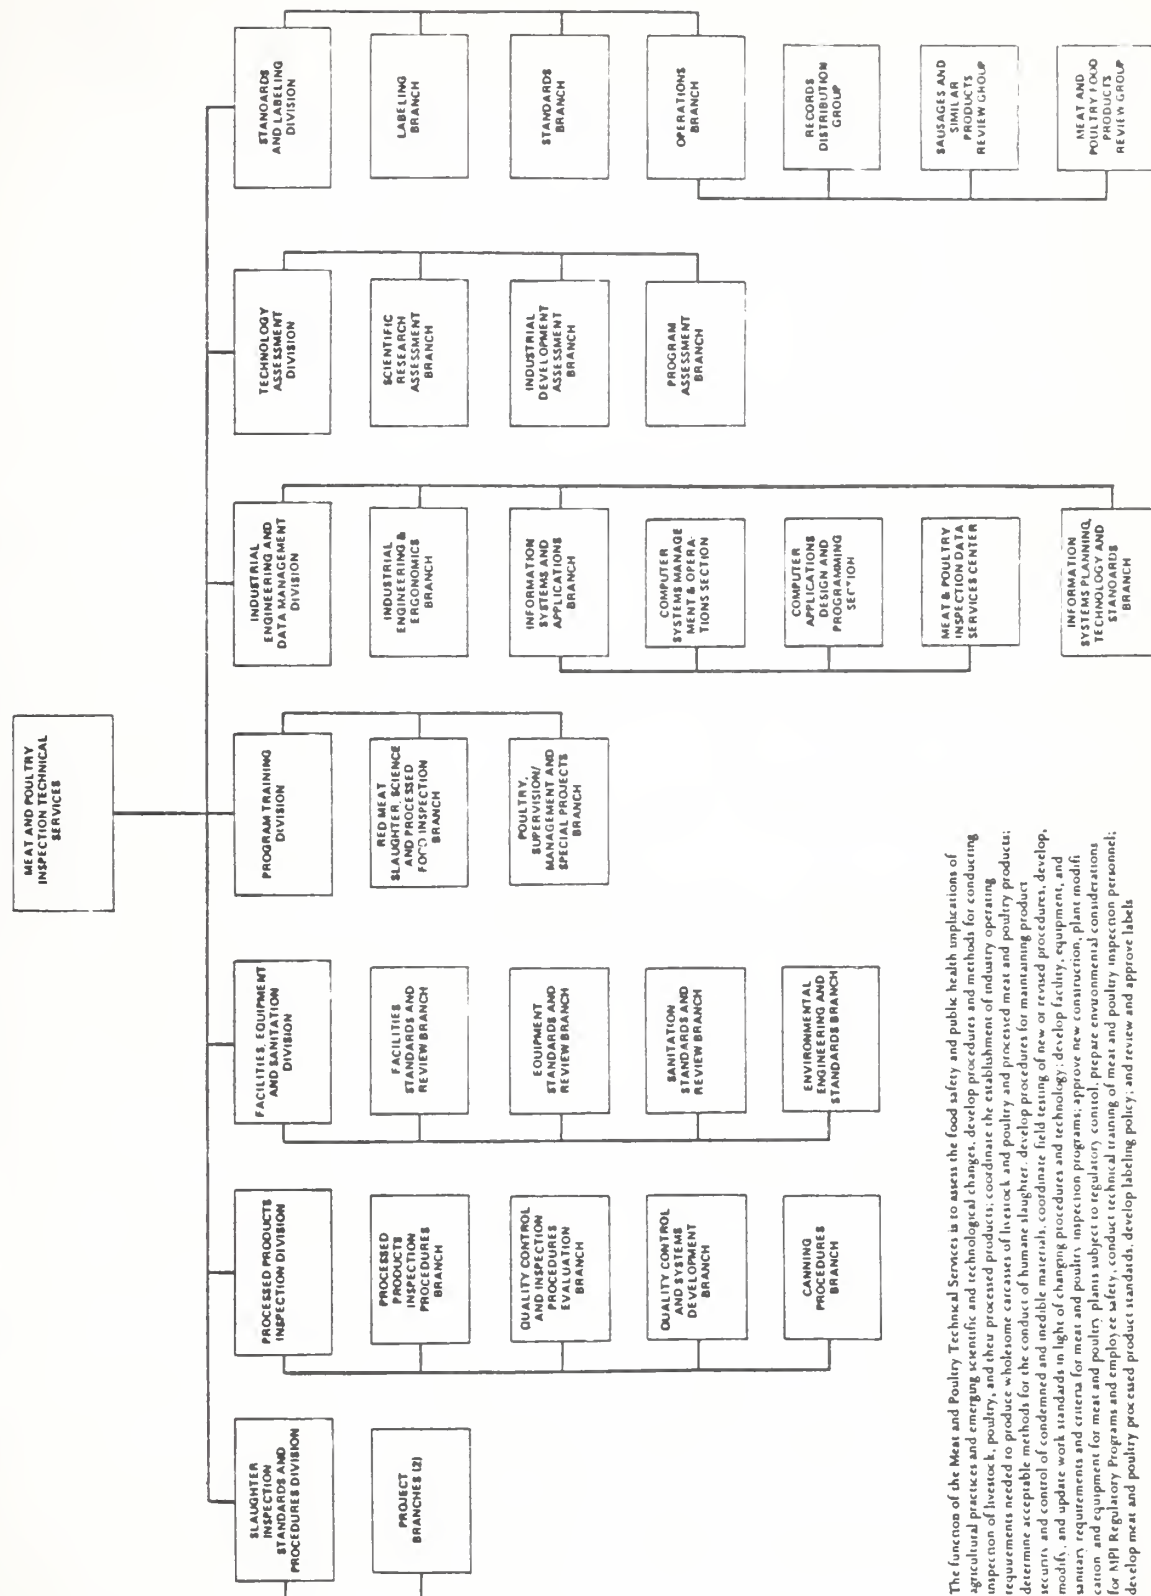 MEAT AND POULTRY
INSPECTION TECHNICAL
SERVICES
SLAUGHTER
INSPECTION
STANDARDS AND
PROCEDURES DIVISION
PROJECT
BRANCHES (2)
PROCESSED PRODUCTS
INSPECTION DIVISION
PROCESSED
PRODUCTS
INSPECTION
PROCEDURES
BRANCH
QUALITY CONTROL
AND INSPECTION
PROCEDURES
EVALUATION
BRANCH
QUALITY CONTROL
AND SYSTEMS
DEVELOPMENT
BRANCH
CANNING
PROCEDURES
BRANCH
FACILITIES, EQUIPMENT
AND SANITATION
DIVISION
FACILITIES
STANDARDS AND
REVIEW BRANCH
EQUIPMENT
STANDARDS AND
REVIEW BRANCH
SANITATION
STANDARDS AND
REVIEW BRANCH
ENVIRONMENTAL
ENGINEERING AND
STANDARDS BRANCH
PROGRAM TRAINING
DIVISION
RED MEAT
SLAUGHTER, SCIENCE
AND PROCESSED
FOOD INSPECTION
BRANCH
POULTRY,
SUPERVISION/
MANAGEMENT AND
SPECIAL PROJECTS
BRANCH
INDUSTRIAL
ENGINEERING AND
DATA MANAGEMENT
DIVISION
INDUSTRIAL
ENGINEERING &
ERGONOMICS
BRANCH
INFORMATION
SYSTEMS AND
APPLICATIONS
BRANCH
COMPUTER
SYSTEMS MANAGE
MENT & OPERA-
TIONS SECTION
COMPUTER
APPLICATIONS
DESIGN AND
PROGRAMMING
SECTION
MEAT & POULTRY
INSPECTION DATA
SERVICES CENTER
INFORMATION
SYSTEMS PLANNING,
TECHNOLOGY AND
STANDARDS
BRANCH
TECHNOLOGY
ASSESSMENT
DIVISION
SCIENTIFIC
RESEARCH
ASSESSMENT
BRANCH
INDUSTRIAL
DEVELOPMENT
ASSESSMENT
BRANCH
PROGRAM
ASSESSMENT
BRANCH
STANDARDS
AND LABELING
DIVISION
LABELING
BRANCH
STANDARDS
BRANCH
OPERATIONS
BRANCH
RECORDS
DISTRIBUTION
GROUP
SAUSAGES AND
SIMILAR
PRODUCTS
REVIEW GROUP
MEAT AND
POULTRY FOOD
PRODUCTS
REVIEW GROUP
The function of the Meat and Poultry Technical Services is to assess the food safety and public health implications of
agricultural practices and emerging scientific and technological changes, develop procedures and methods for conducting
inspection of livestock, poultry, and their processed products; coordinate the establishment of industry operating
requirements needed to produce wholesome carcasses of livestock and poultry and processed meat and poultry products;
determine acceptable methods for the conduct of humane slaughter, develop procedures for maintaining product
security and control of condemned and inedible materials, coordinate field testing of new or revised procedures, develop,
modify, and update work standards in light of changing procedures and technology; develop facility, equipment, and
sanitary requirements and criteria for meat and poultry inspection programs; approve new construction, plant modifi
cation and equipment for meat and poultry plants subject to regulatory control, prepare environmental considerations
for MPI Regulatory Programs and employee safety, conduct technical training of meat and poultry inspection personnel;
develop meat and poultry processed product standards, develop labeling policy; and review and approve labels